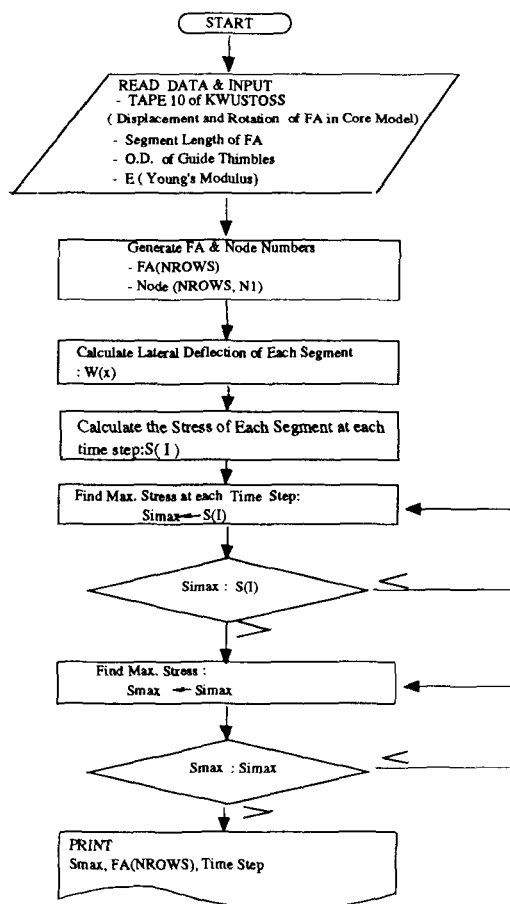 START
READ DATA & INPUT
- TAPE 10 of KWUSTOSS
( Displacement and Rotation of FA in Core Model)
- Segment Length of FA
- O.D. of Guide Thimbles
- E ( Young's Modulus)
Generate FA & Node Numbers
- FA(NROWS)
- Node (NROWS, N1)
Calculate Lateral Deflection of Each Segment
: W(x)
Calculate the Stress of Each Segment at each
time step:S( I )
Find Max. Stress at each Time Step:
Simax ← S(I)
Simax : S(I)
<
>
Find Max. Stress :
Smax ← Simax
Smax : Simax
<
>
PRINT
Smax, FA(NROWS), Time Step